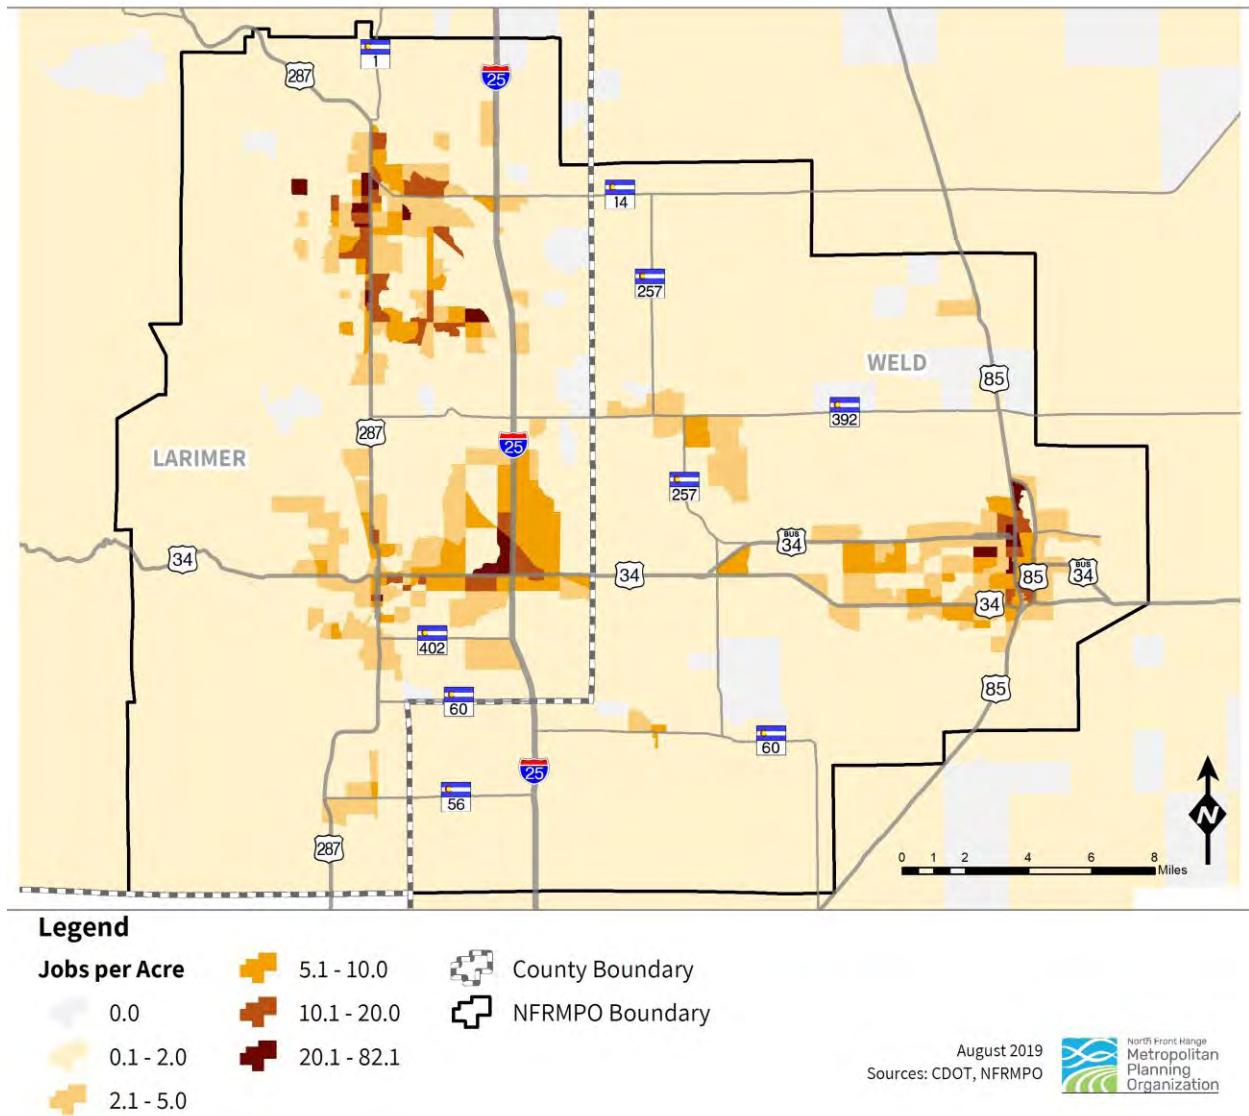 1
287
25
14
257
WELD
85
392
287
25
LARIMER
257
34
BUS
34
34
85
BUS
34
34
402
60
85
60
25
56
287
N
0 1 2 4 6 8
Miles
Legend
Jobs per Acre
0.0
0.1 - 2.0
2.1 - 5.0
5.1 - 10.0
10.1 - 20.0
20.1 - 82.1
County Boundary
NFRMPO Boundary
August 2019
Sources: CDOT, NFRMPO
North Front Range
Metropolitan
Planning
Organization